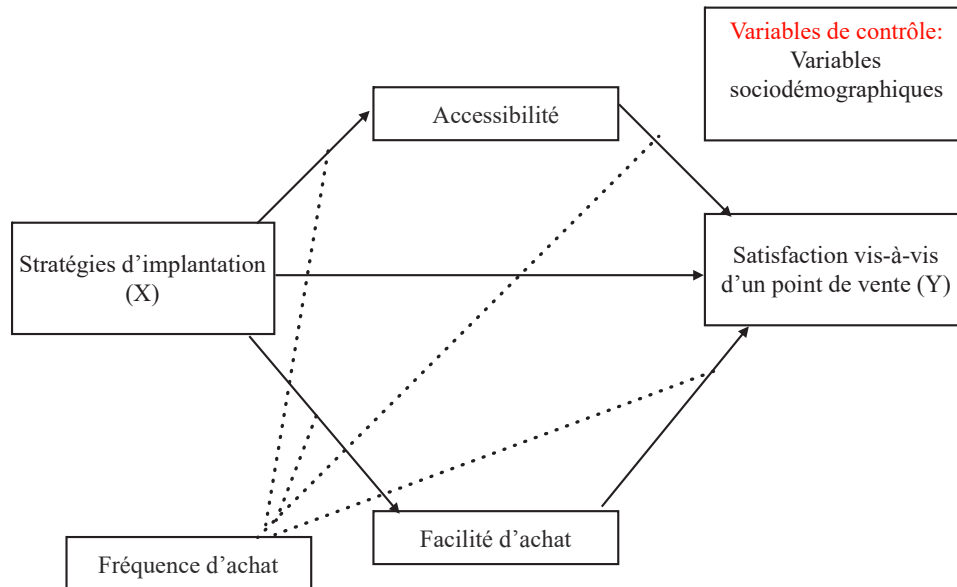 Variables de contrôle:
Variables
sociodémographiques
Accessibilité
Stratégies d’implantation
(X)
Satisfaction vis-à-vis
d’un point de vente (Y)
Facilité d’achat
Fréquence d’achat